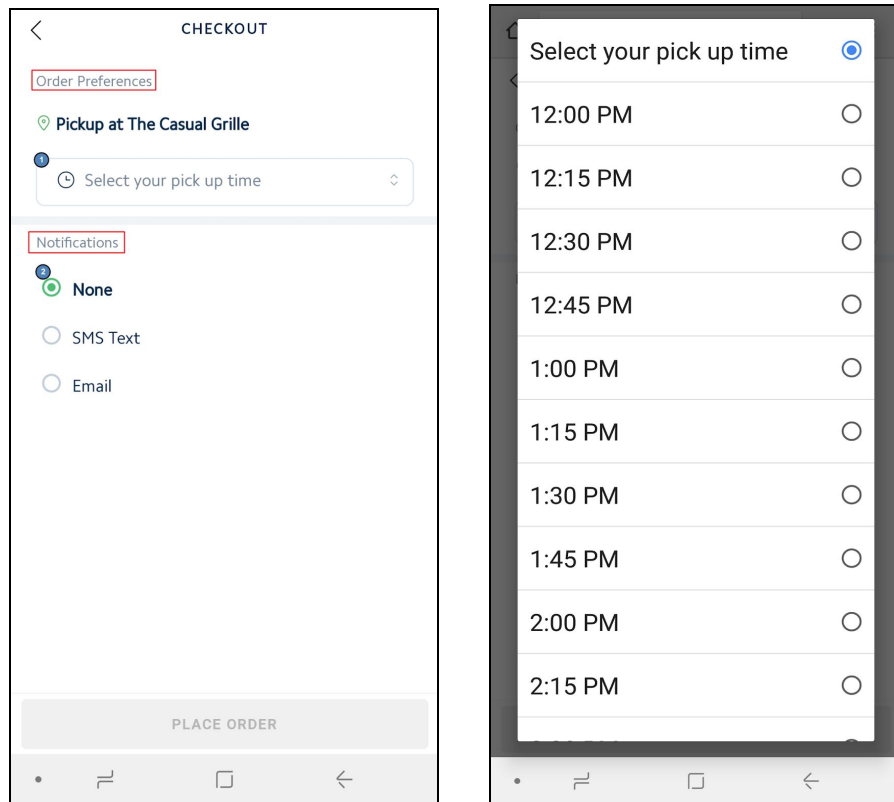 CHECKOUT
Order Preferences
Pickup at The Casual Grille
1
Select your pick up time
Notifications
2
None
SMS Text
Email
PLACE ORDER
Select your pick up time
12:00 PM
12:15 PM
12:30 PM
12:45 PM
1:00 PM
1:15 PM
1:30 PM
1:45 PM
2:00 PM
2:15 PM